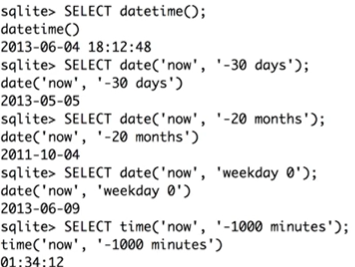 sqlite> SELECT datetime();
datetime()
2013-06-04 18:12:48
sqlite> SELECT date('now', '-30 days');
date('now', '-30 days')
2013-05-05
sqlite> SELECT date('now', '-20 months');
date('now', '-20 months')
2011-10-04
sqlite> SELECT date('now', 'weekday 0');
date('now', 'weekday 0')
2013-06-09
sqlite> SELECT time('now', '-1000 minutes');
time('now', '-1000 minutes')
01:34:12